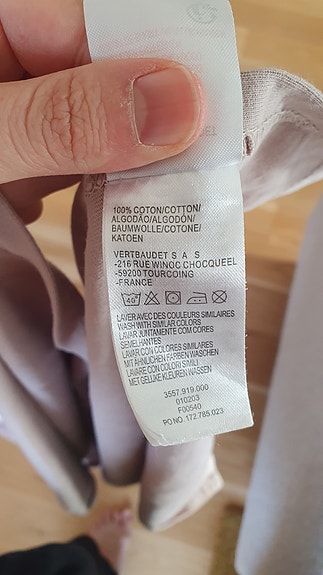 EL
100% COTON/COTTON/
ALGODÃO/ALGODÓN/
BAUMWOLLE/COTONE/
KATOEN
VERTBAUDET S A S
-216 RUE WINOC CHOCQUEEL
-59200 TOURCOING
-FRANCE
40°
LAVER AVEC DES COULEURS SIMILAIRES
WASH WITH SIMILAR COLORS
LAVAR JUNTAMENTE COM CORES
SEMELHANTES
LAVAR CON COLORES SIMILARES
MIT ÄHNLICHEN FARBEN WASCHEN
LAVARE CON COLORI SIMILI
MET GELIJKE KLEUREN WASSEN
3557.919.000
010203
F00540
PO NO. 172.785.023